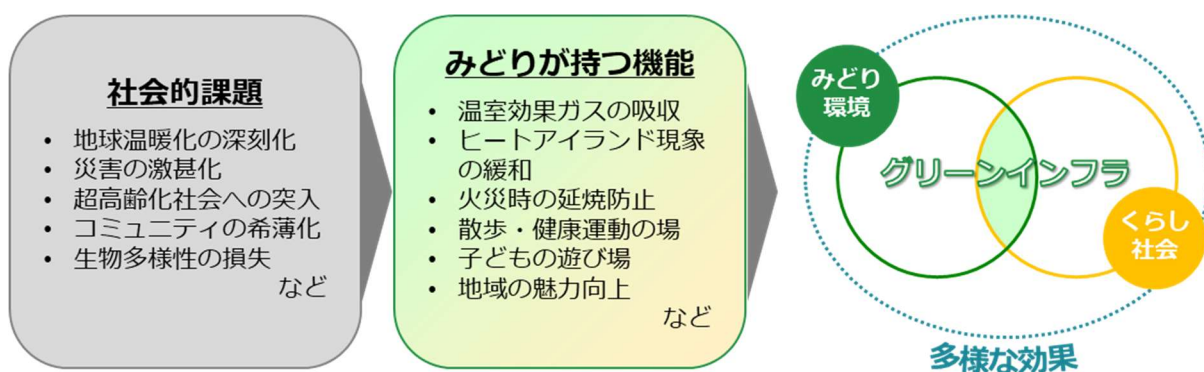 社会的課題
• 地球温暖化の深刻化
• 災害の激甚化
• 超高齢化社会への突入
• コミュニティの希薄化
• 生物多様性の損失
など
みどりが持つ機能
• 温室効果ガスの吸収
• ヒートアイランド現象
の緩和
• 火災時の延焼防止
• 散歩・健康運動の場
• 子どもの遊び場
• 地域の魅力向上
など
みどり
環境
グリーンインフラ
くらし
社会
多様な効果